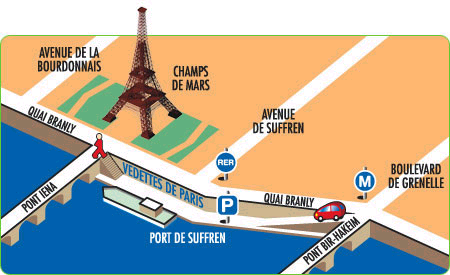 AVENUE DE LA
BOURDONNAIS
CHAMPS
DE MARS
AVENUE
DE SUFFREN
QUAI BRANLY
RER
BOULEVARD
DE GRENELLE
VEDETTES DE PARIS
M
QUAI BRANLY
P
PONT IENA
PORT DE SUFFREN
PONT BIR-HAKEIM